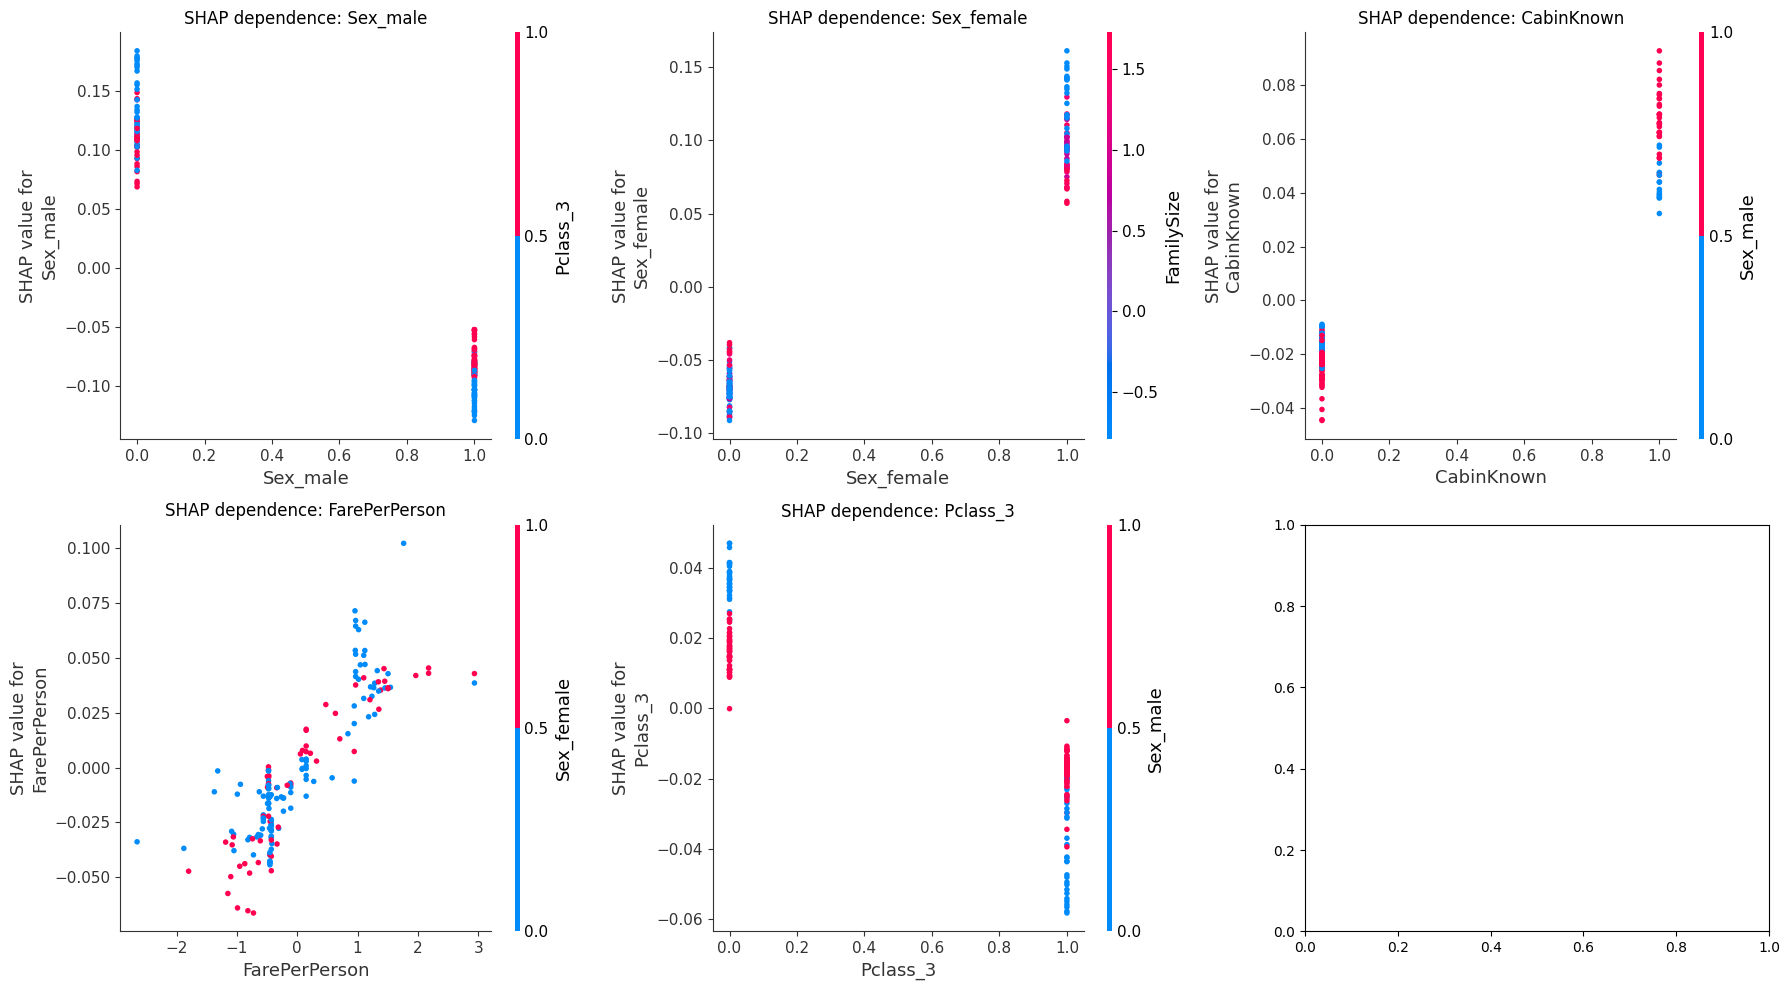 SHAP dependence: Sex_male
0.15
0.10
0.05
0.00
−0.05
−0.10
SHAP value for
Sex_male
0.0 0.2 0.4 0.6 0.8 1.0
Sex_male
1.0
0.5
0.0
Pclass_3
SHAP dependence: Sex_female
0.15
0.10
0.05
0.00
−0.05
−0.10
SHAP value for
Sex_female
0.0 0.2 0.4 0.6 0.8 1.0
Sex_female
1.5
1.0
0.5
0.0
−0.5
FamilySize
SHAP dependence: CabinKnown
0.08
0.06
0.04
0.02
0.00
−0.02
−0.04
SHAP value for
CabinKnown
0.0 0.2 0.4 0.6 0.8 1.0
CabinKnown
1.0
0.5
0.0
Sex_male
SHAP dependence: FarePerPerson
0.100
0.075
0.050
0.025
0.000
−0.025
−0.050
SHAP value for
FarePerPerson
−2 −1 0 1 2 3
FarePerPerson
1.0
0.5
0.0
Sex_female
SHAP dependence: Pclass_3
0.04
0.02
0.00
−0.02
−0.04
−0.06
SHAP value for
Pclass_3
0.0 0.2 0.4 0.6 0.8 1.0
Pclass_3
1.0
0.5
0.0
Sex_male
1.0
0.8
0.6
0.4
0.2
0.0
0.0 0.2 0.4 0.6 0.8 1.0